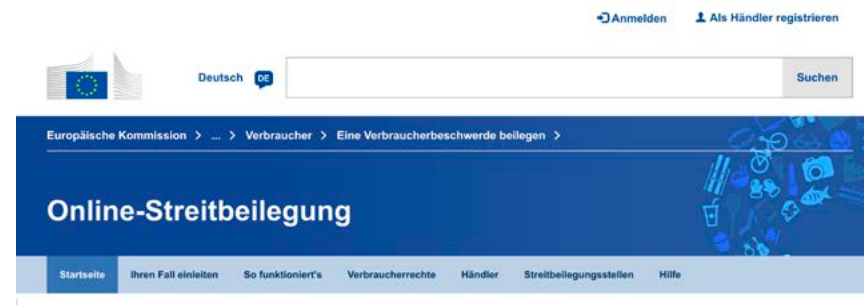 Anmelden Als Händler registrieren
Deutsch DE Suchen
Europäische Kommission > ... > Verbraucher > Eine Verbraucherbeschwerde beilegen >
Online-Streitbeilegung
Startseite Ihren Fall einleiten So funktioniert's Verbraucherrechte Händler Streitbeilegungsstellen Hilfe